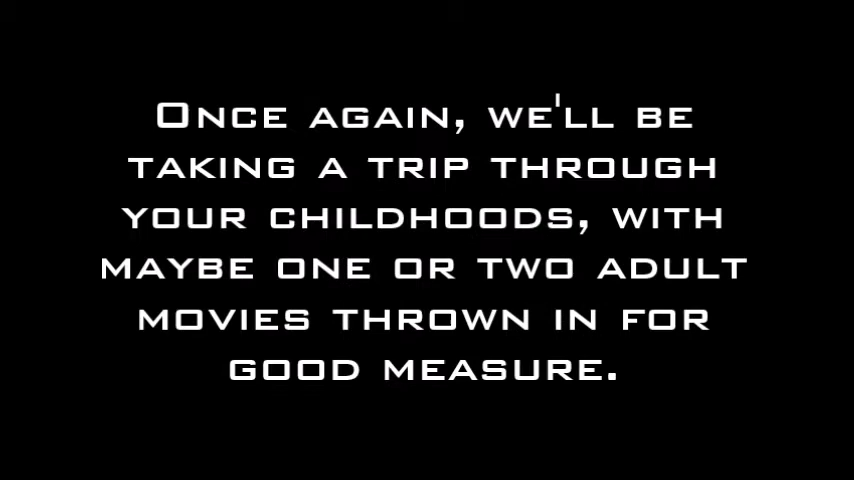 Once again, we'll be
taking a trip through
your childhoods, with
maybe one or two adult
movies thrown in for
good measure.